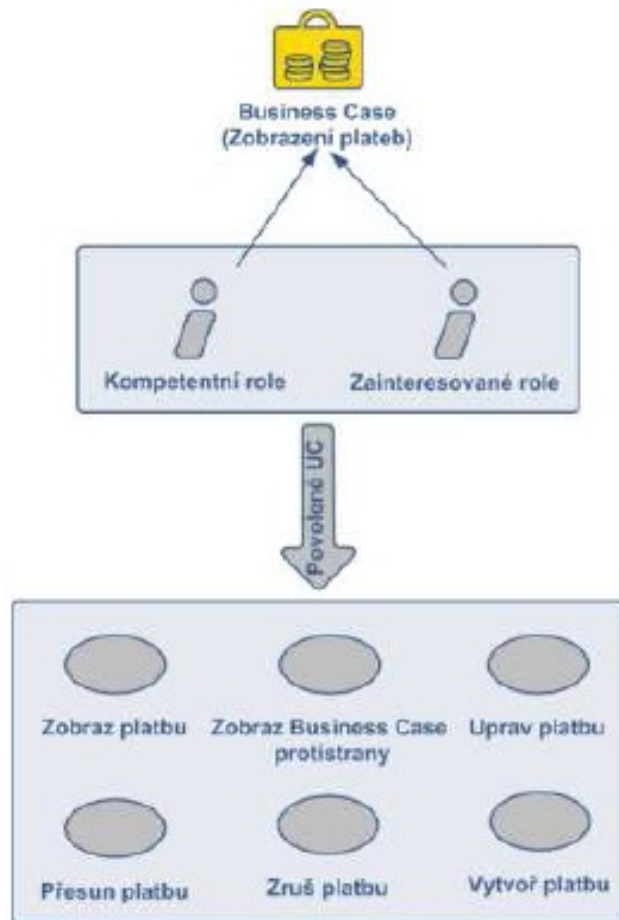 Business Case
(Zobrazení plateb)
Kompetentní role
Zainteresované role
Povolené UC
Zobraz platbu
Zobraz Business Case
protistrany
Uprav platbu
Přesun platbu
Zruš platbu
Vytvoř platbu